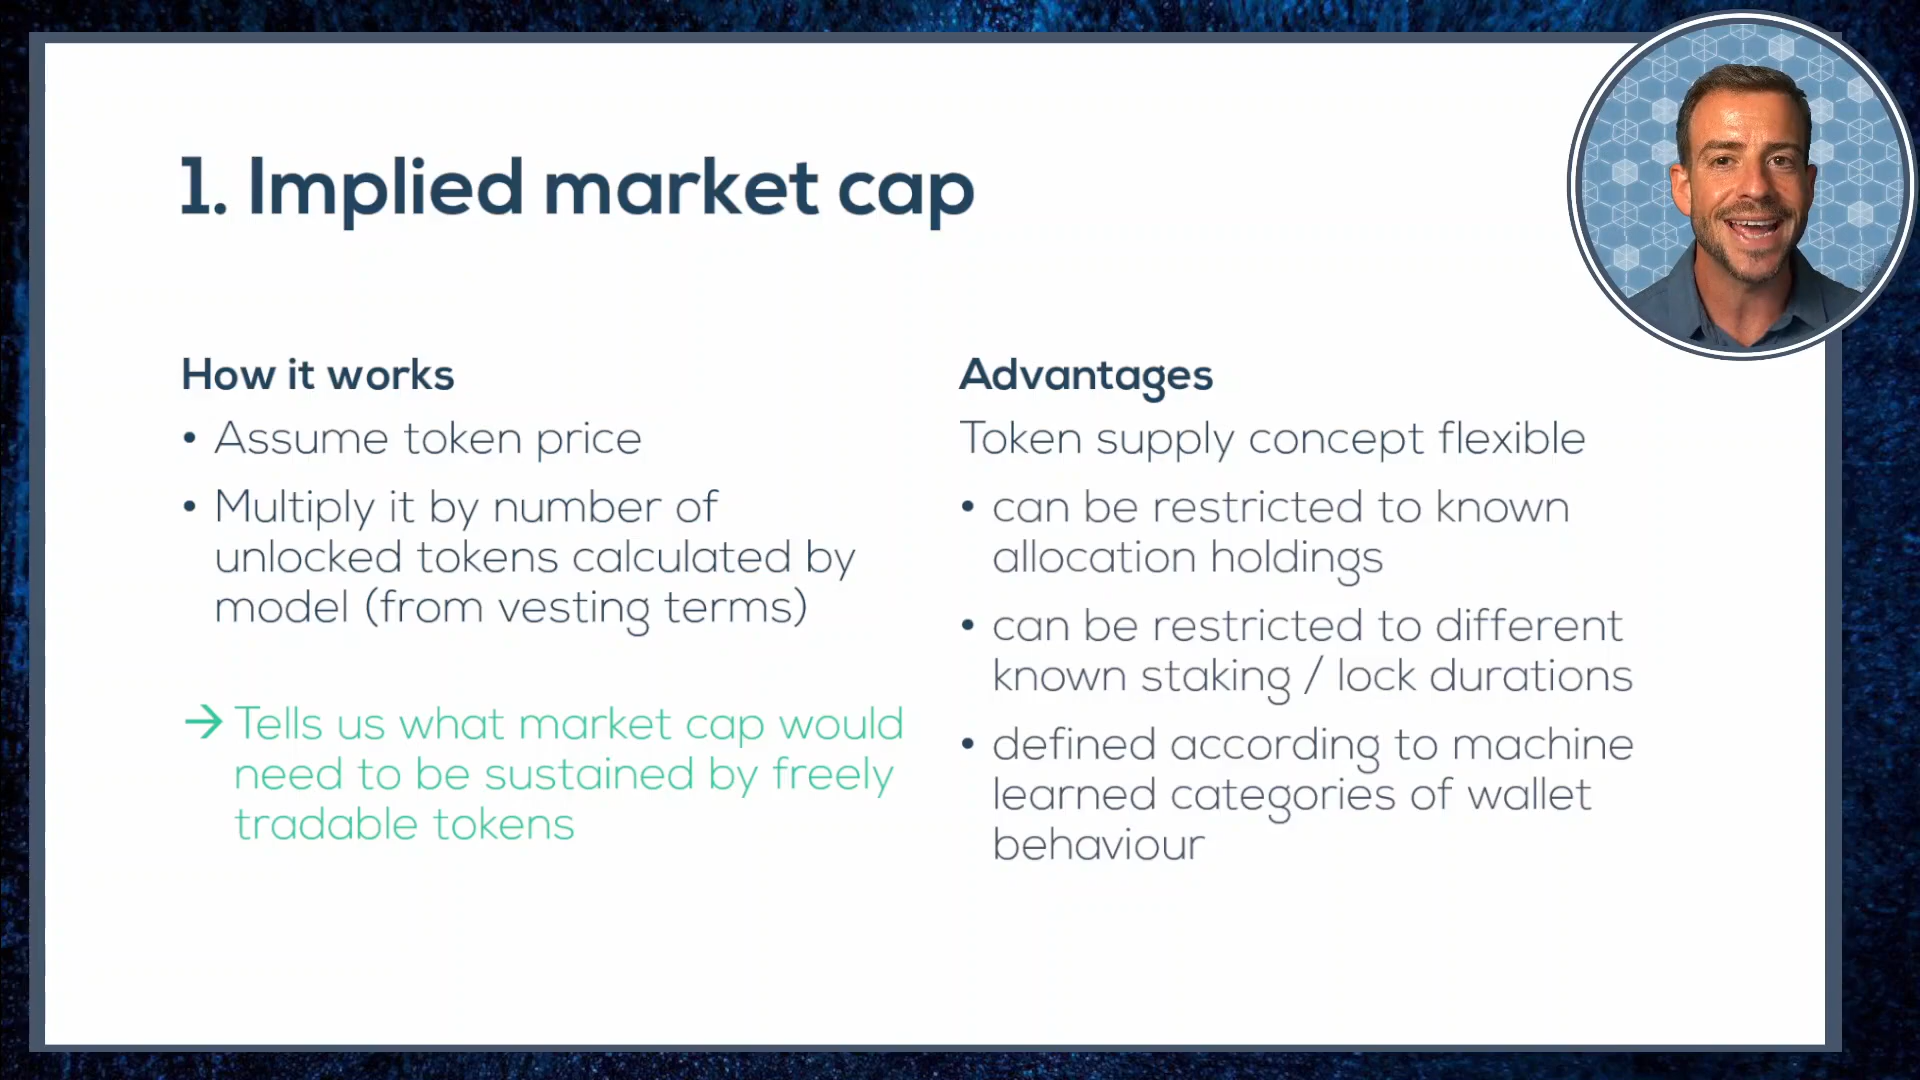 1. Implied market cap
How it works
• Assume token price
• Multiply it by number of
unlocked tokens calculated by
model (from vesting terms)
→ Tells us what market cap would
need to be sustained by freely
tradable tokens
Advantages
Token supply concept flexible
• can be restricted to known
allocation holdings
• can be restricted to different
known staking / lock durations
• defined according to machine
learned categories of wallet
behaviour